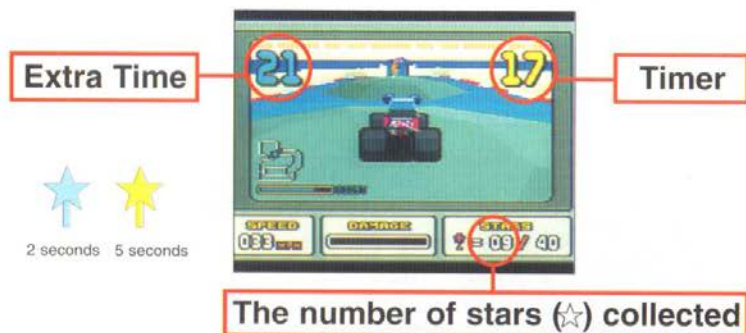 21
17
Extra Time
Timer
2 seconds 5 seconds
SPEED
033
DAMAGE
STARS
= 09 / 40
The number of stars (☆) collected